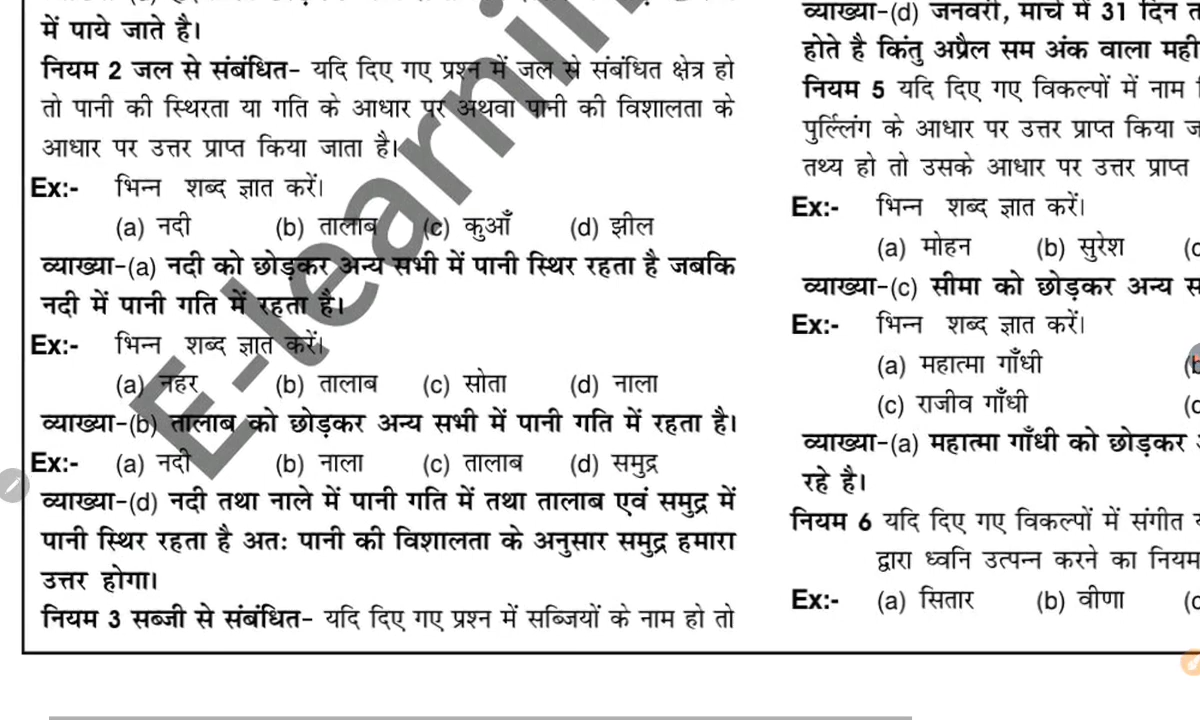 में पाये जाते है।
नियम 2 जल से संबंधित- यदि दिए गए प्रश्न में जल से संबंधित क्षेत्र हो
तो पानी की स्थिरता या गति के आधार पर अथवा पानी की विशालता के
आधार पर उत्तर प्राप्त किया जाता है।
Ex:- भिन्न शब्द ज्ञात करें।
(a) नदी (b) तालाब (c) कुआँ (d) झील
व्याख्या-(a) नदी को छोड़कर अन्य सभी में पानी स्थिर रहता है जबकि
नदी में पानी गति में रहता है।
Ex:- भिन्न शब्द ज्ञात करें।
(a) नहर (b) तालाब (c) सोता (d) नाला
व्याख्या-(b) तालाब को छोड़कर अन्य सभी में पानी गति में रहता है।
Ex:- (a) नदी (b) नाला (c) तालाब (d) समुद्र
व्याख्या-(d) नदी तथा नाले में पानी गति में तथा तालाब एवं समुद्र में
पानी स्थिर रहता है अतः पानी की विशालता के अनुसार समुद्र हमारा
उत्तर होगा।
नियम 3 सब्जी से संबंधित- यदि दिए गए प्रश्न में सब्जियों के नाम हो तो
व्याख्या-(d) जनवरी, मार्च में 31 दिन
होते है किंतु अप्रैल सम अंक वाला
नियम 5 यदि दिए गए विकल्पों में नाम
पुर्ल्लिंग के आधार पर उत्तर प्राप्त किया
तथ्य हो तो उसके आधार पर उत्तर प्राप्त
Ex:- भिन्न शब्द ज्ञात करें।
(a) मोहन (b) सुरेश
व्याख्या-(c) सीमा को छोड़कर अन्य
Ex:- भिन्न शब्द ज्ञात करें।
(a) महात्मा गाँधी
(c) राजीव गाँधी
व्याख्या-(a) महात्मा गाँधी को छोड़कर
रहे है।
नियम 6 यदि दिए गए विकल्पों में संगीत
द्वारा ध्वनि उत्पन्न करने का नियम
Ex:- (a) सितार (b) वीणा